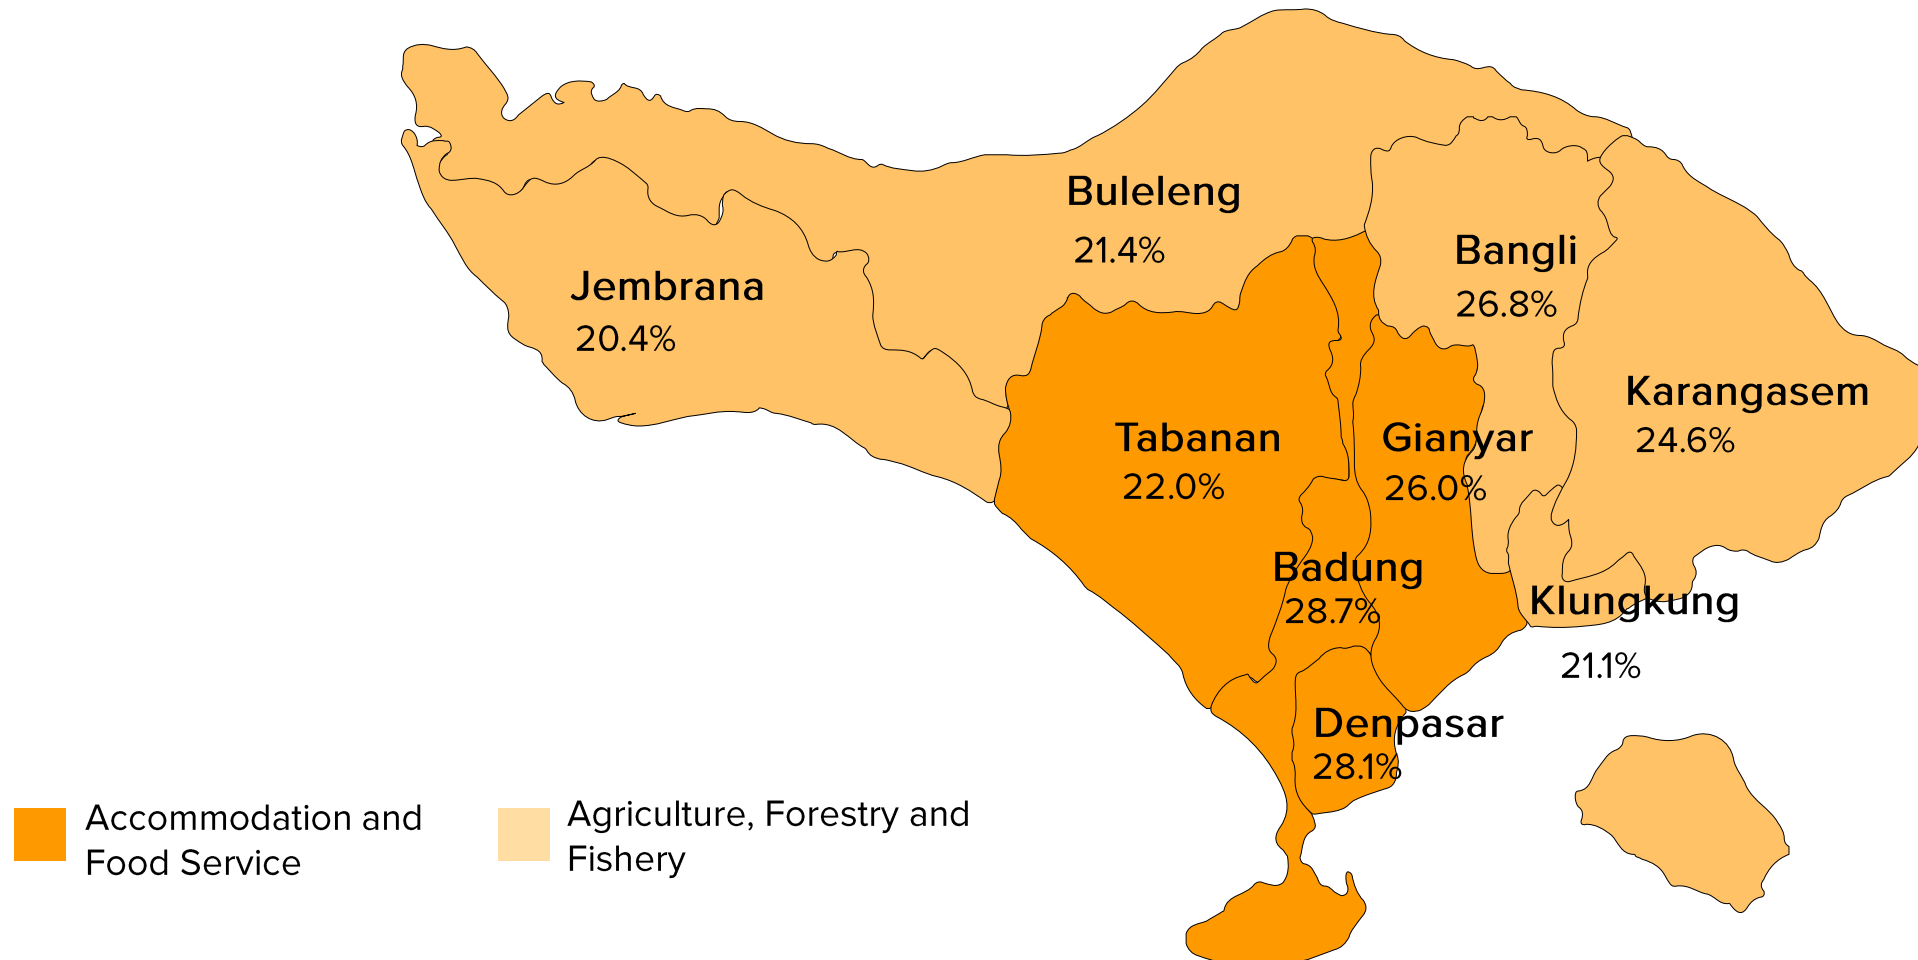 Buleleng
21.4%
Bangli
26.8%
Jembrana
20.4%
Karangasem
24.6%
Tabanan
22.0%
Gianyar
26.0%
Badung
28.7%
Klungkung
21.1%
Denpasar
28.1%
Accommodation and
Food Service
Agriculture, Forestry and
Fishery